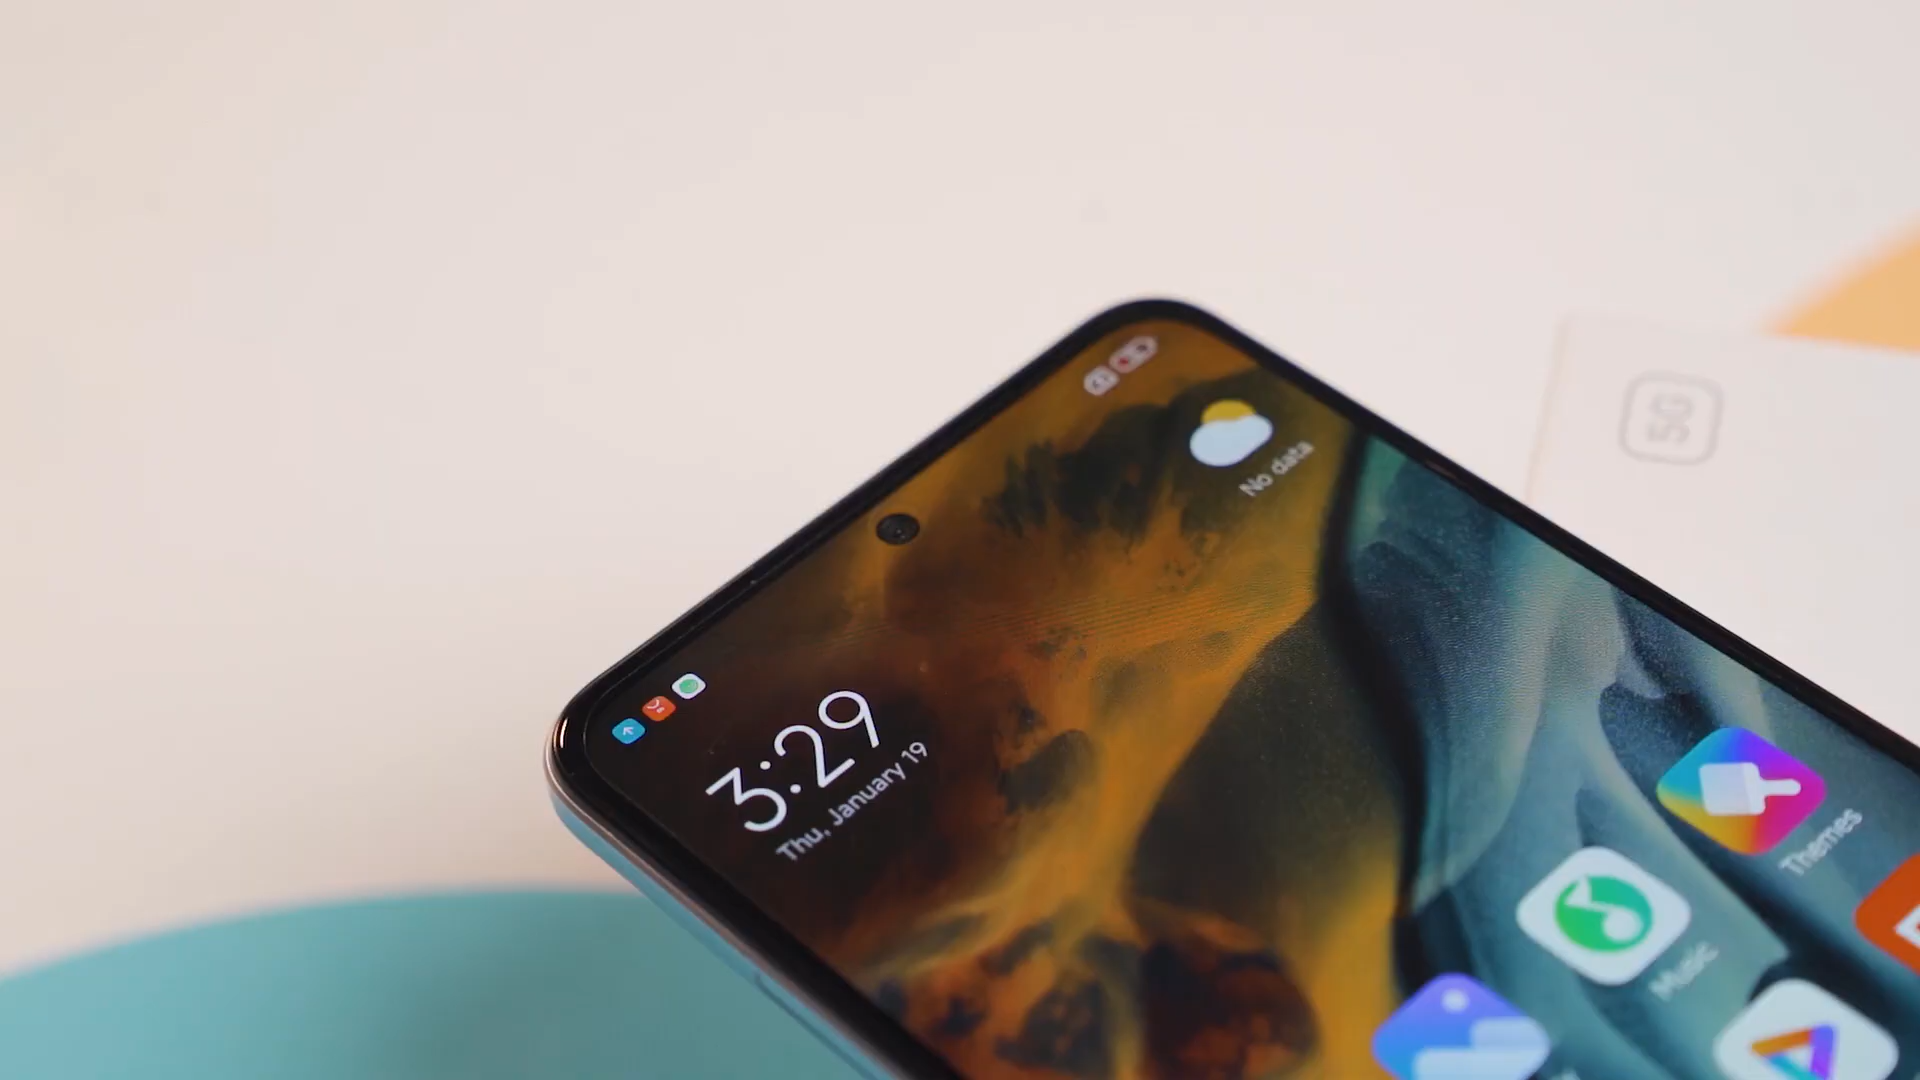 3:29
Thu, January 19
No data
5G
Themes
Music